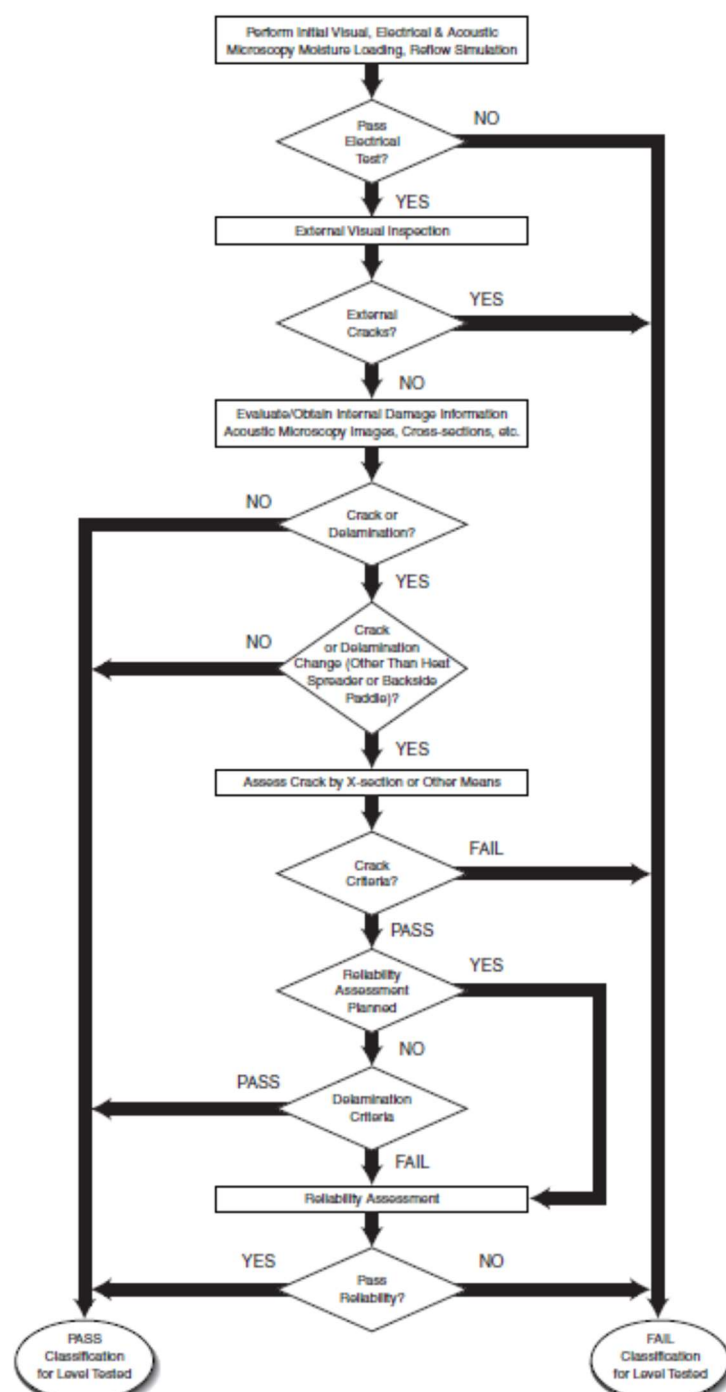 Perform Initial Visual, Electrical & Acoustic
Microscopy Moisture Loading, Reflow Simulation
Pass
Electrical
Test?
NO
YES
External Visual Inspection
External
Cracks?
YES
NO
Evaluate/Obtain Internal Damage Information
Acoustic Microscopy Images, Cross-sections, etc.
Crack or
Delamination?
NO
YES
Crack
or Delamination
Change (Other Than Heat
Spreader or Backside
Paddle)?
NO
YES
Assess Crack by X-section or Other Means
Crack
Criteria?
FAIL
PASS
Reliability
Assessment
Planned
YES
NO
Delamination
Criteria
PASS
FAIL
Reliability Assessment
Pass
Reliability?
YES
NO
PASS
Classification
for Level Tested
FAIL
Classification
for Level Tested